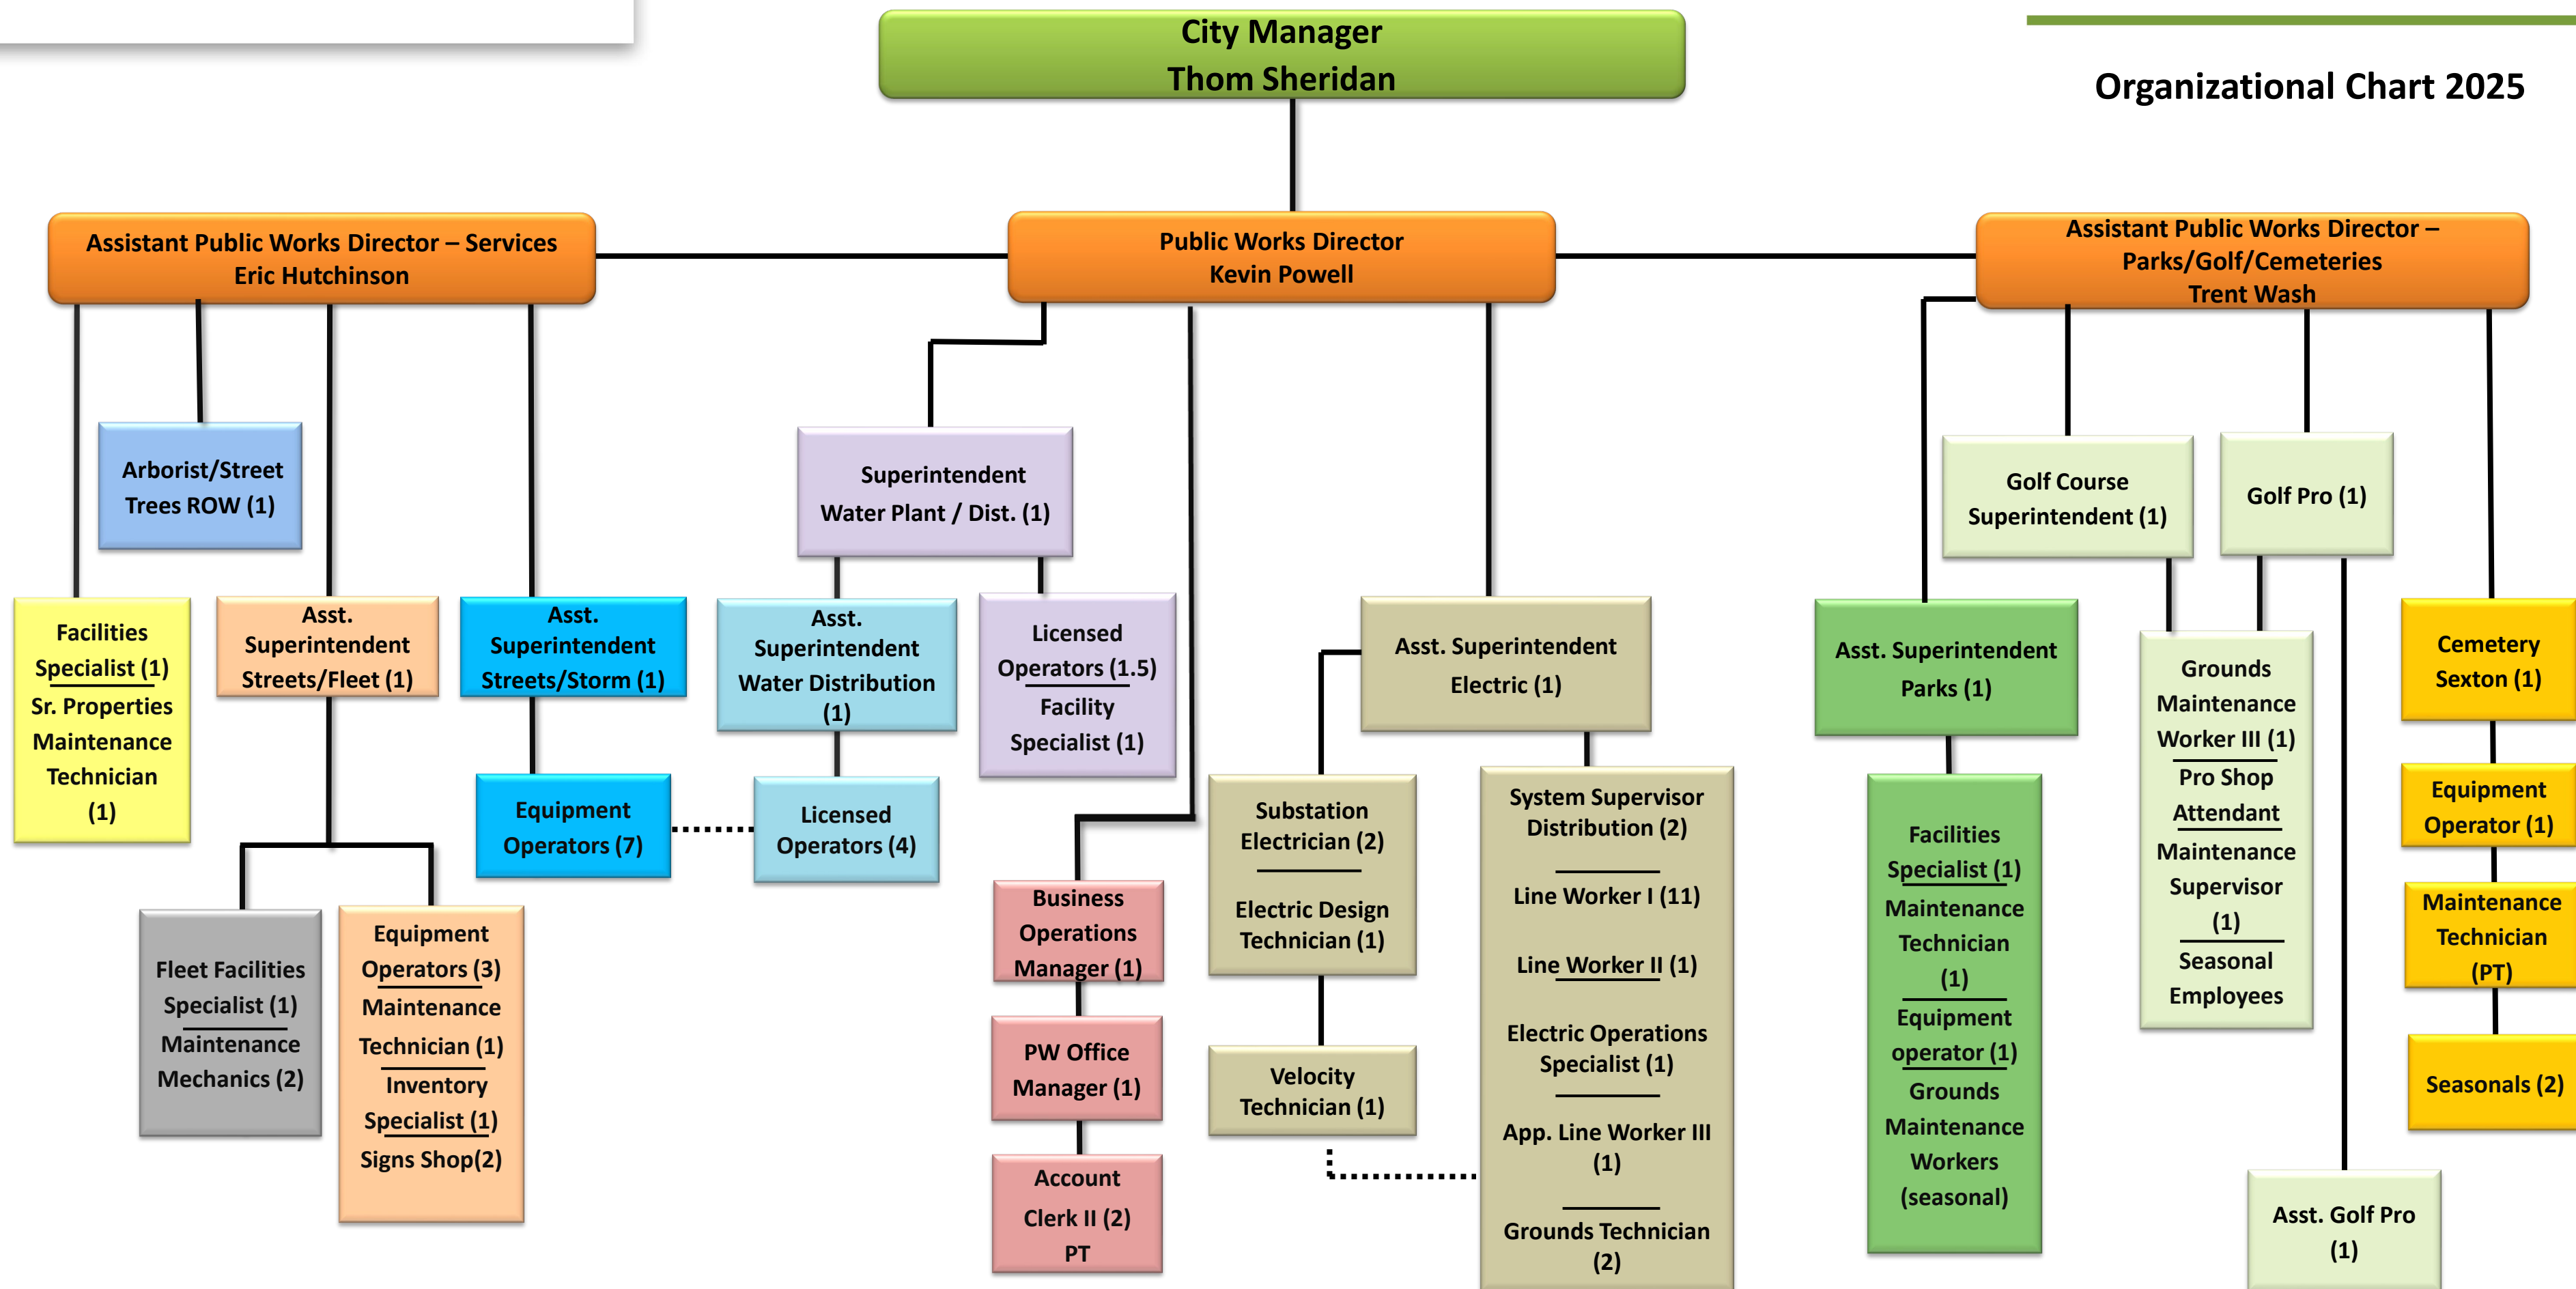 City Manager
Thom Sheridan
Organizational Chart 2025
Assistant Public Works Director – Services
Eric Hutchinson
Public Works Director
Kevin Powell
Assistant Public Works Director –
Parks/Golf/Cemeteries
Trent Wash
Arborist/Street
Trees ROW (1)
Superintendent
Water Plant / Dist. (1)
Golf Course
Superintendent (1)
Golf Pro (1)
Facilities
Specialist (1)
Sr. Properties
Maintenance
Technician
(1)
Asst.
Superintendent
Streets/Fleet (1)
Asst.
Superintendent
Streets/Storm (1)
Asst.
Superintendent
Water Distribution
(1)
Licensed
Operators (1.5)
Facility
Specialist (1)
Asst. Superintendent
Electric (1)
Asst. Superintendent
Parks (1)
Grounds
Maintenance
Worker III (1)
Pro Shop
Attendant
Maintenance
Supervisor
(1)
Seasonal
Employees
Cemetery
Sexton (1)
Equipment
Operators (7)
Licensed
Operators (4)
Substation
Electrician (2)
Electric Design
Technician (1)
System Supervisor
Distribution (2)
Line Worker I (11)
Line Worker II (1)
Electric Operations
Specialist (1)
App. Line Worker III
(1)
Grounds Technician
(2)
Facilities
Specialist (1)
Maintenance
Technician
(1)
Equipment
operator (1)
Grounds
Maintenance
Workers
(seasonal)
Equipment
Operator (1)
Maintenance
Technician
(PT)
Seasonals (2)
Fleet Facilities
Specialist (1)
Maintenance
Mechanics (2)
Equipment
Operators (3)
Maintenance
Technician (1)
Inventory
Specialist (1)
Signs Shop(2)
Business
Operations
Manager (1)
PW Office
Manager (1)
Account
Clerk II (2)
PT
Velocity
Technician (1)
Asst. Golf Pro
(1)